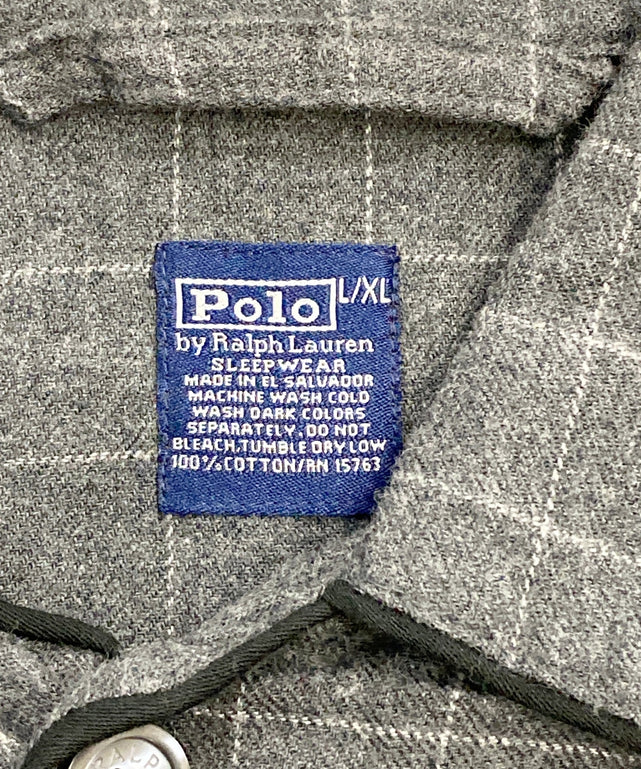 Polo L/XL
by Ralph Lauren
SLEEPWEAR
MADE IN EL SALVADOR
MACHINE WASH COLD
WASH DARK COLORS
SEPARATELY, DO NOT
BLEACH, TUMBLE DRY LOW
100% COTTON/RN 15763
RALPH